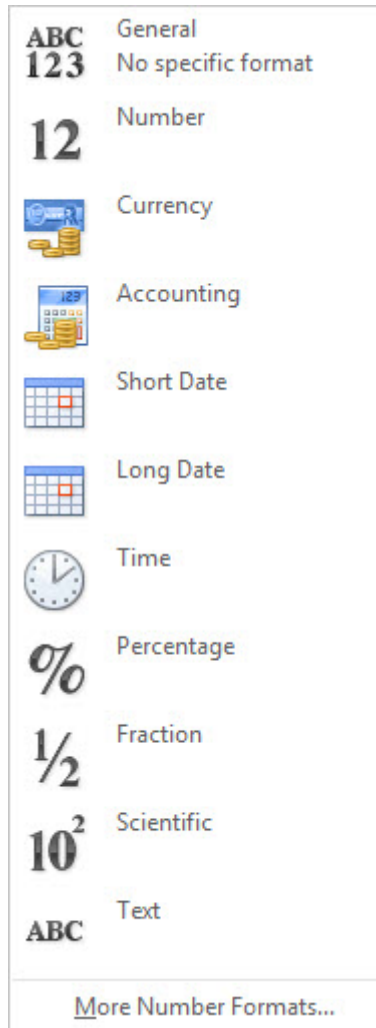 ABC
123
General
No specific format
12
Number
Currency
123
Accounting
Short Date
Long Date
Time
%
Percentage
½
Fraction
10²
Scientific
ABC
Text
More Number Formats...